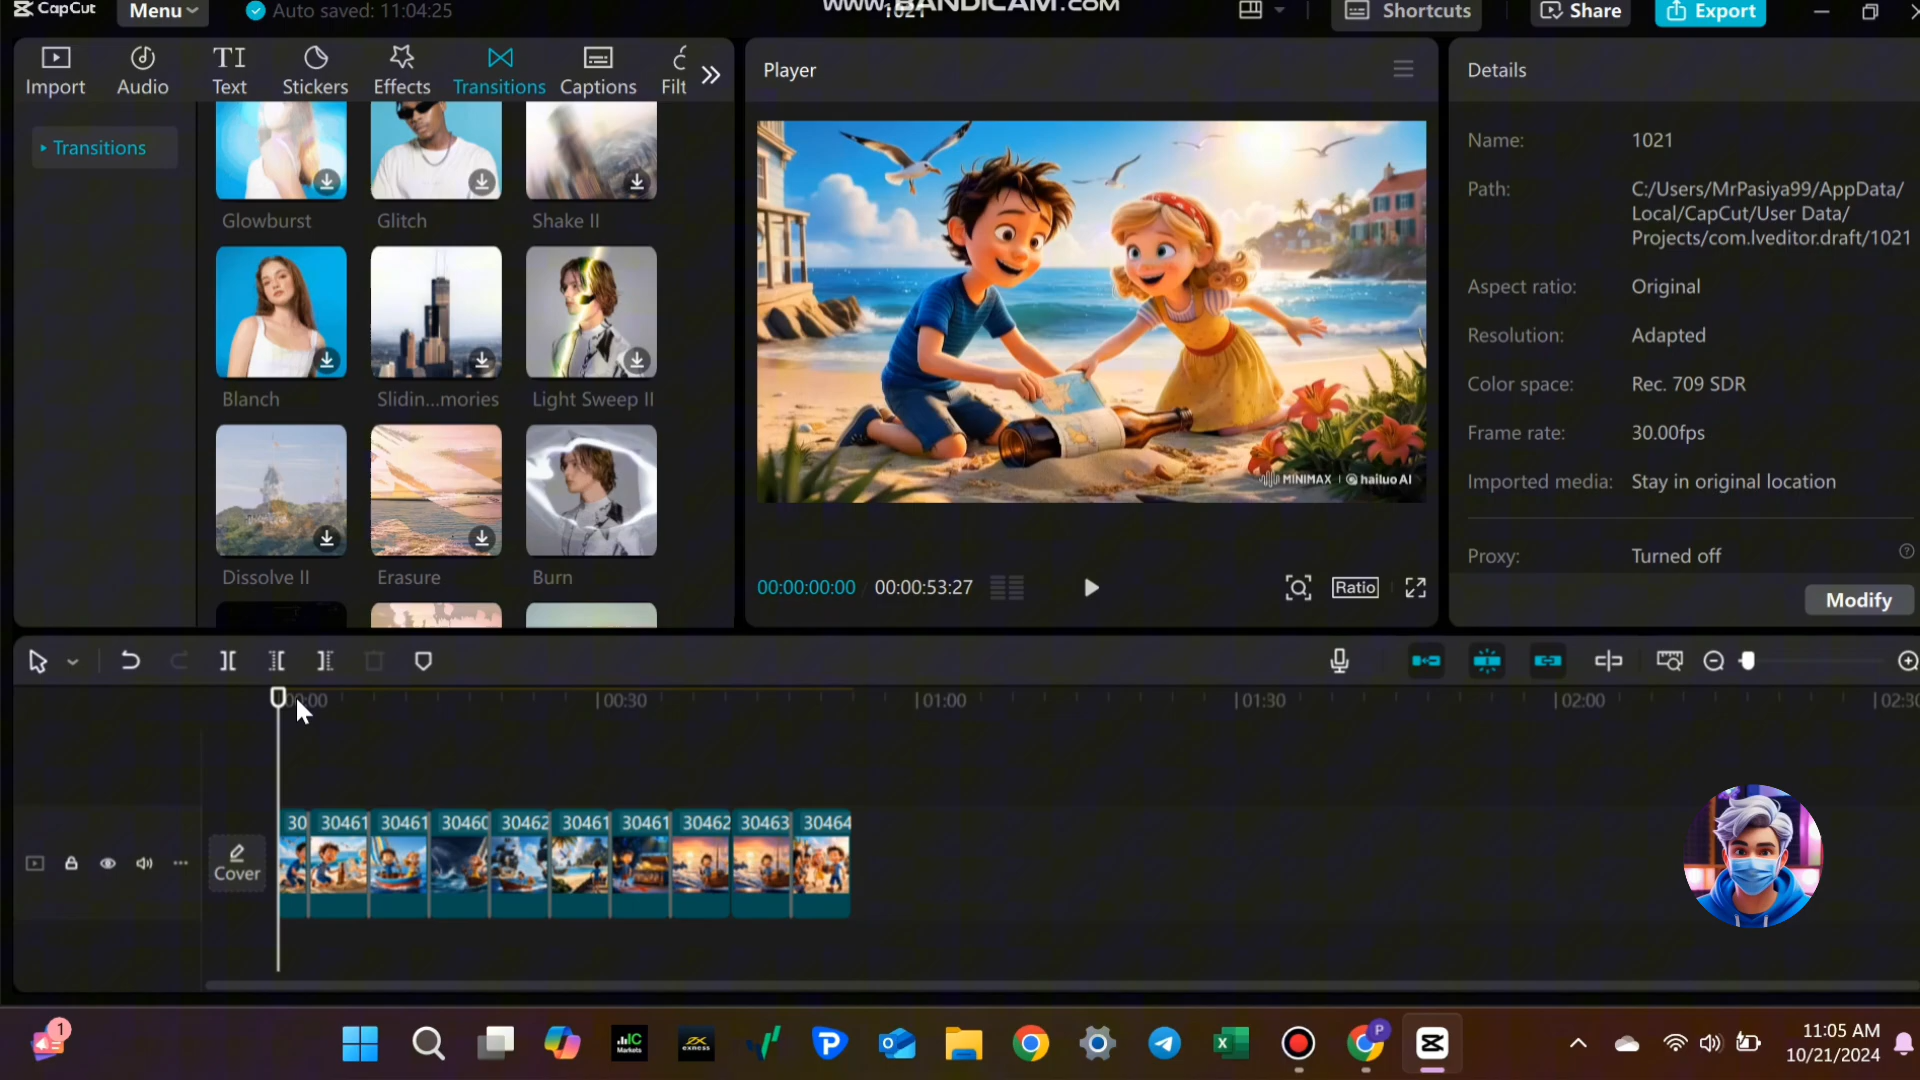 CapCut
Menu
Auto saved: 11:04:25
www.BANDICAM.com
1021
Shortcuts
Share
Export
Import
Audio
TI
Text
Stickers
Effects
Transitions
Captions
Filt
Transitions
Glowburst
Glitch
Shake II
Blanch
Slidin...mories
Light Sweep II
Dissolve II
Erasure
Burn
Player
MINIMAX | hailuo AI
00:00:00:00 / 00:00:53:27
Ratio
Details
Name: 1021
Path: C:/Users/MrPasiya99/AppData/
Local/CapCut/User Data/
Projects/com.lveditor.draft/1021
Aspect ratio: Original
Resolution: Adapted
Color space: Rec. 709 SDR
Frame rate: 30.00fps
Imported media: Stay in original location
Proxy: Turned off
Modify
00:00
00:30
01:00
01:30
02:00
02:30
Cover
30
30461
30461
30460
30462
30461
30461
30462
30463
30464
1
IC
Markets
exness
P
11:05 AM
10/21/2024